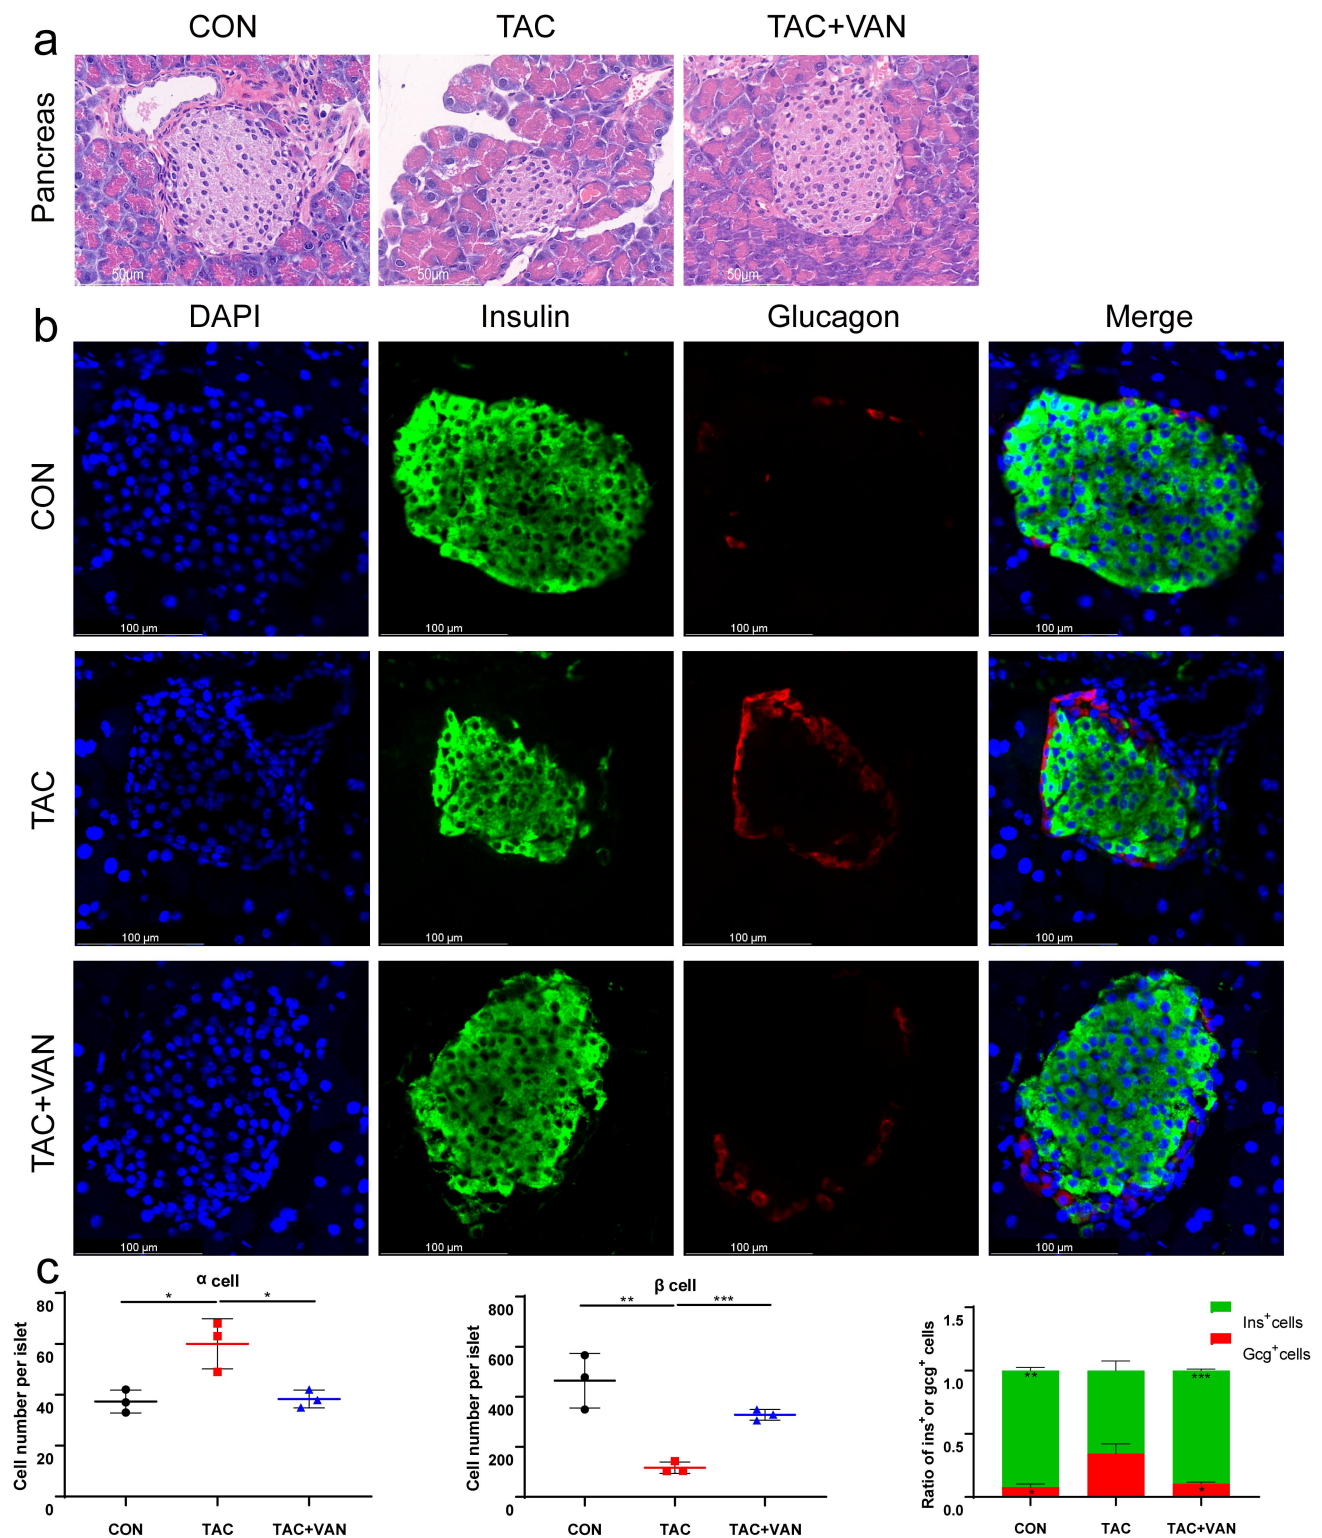 a
CON
TAC
TAC+VAN
Pancreas
50µm
50µm
50µm
b
DAPI
Insulin
Glucagon
Merge
CON
100 µm
100 µm
100 µm
100 µm
TAC
100 µm
100 µm
100 µm
100 µm
TAC+VAN
100 µm
100 µm
100 µm
100 µm
c
α cell
Cell number per islet
80
60
40
20
0
*
*
CON
TAC
TAC+VAN
β cell
Cell number per islet
800
600
400
200
0
**
***
CON
TAC
TAC+VAN
Ratio of ins+or gcg+ cells
1.5
1.0
0.5
0.0
Ins+cells
Gcg+cells
**
***
*
*
CON
TAC
TAC+VAN